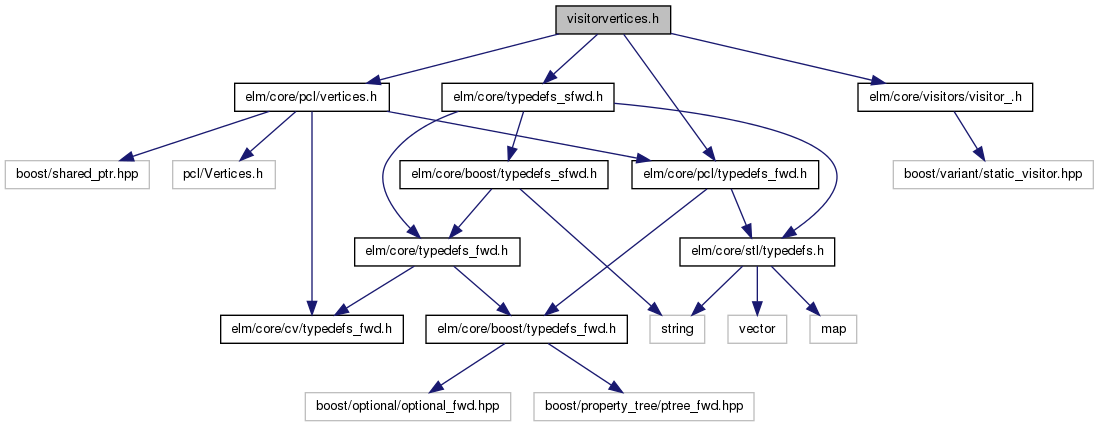 visitorvertices.h
elm/core/pcl/vertices.h
elm/core/typedefs_sfwd.h
elm/core/visitors/visitor_.h
boost/shared_ptr.hpp
pcl/Vertices.h
elm/core/boost/typedefs_sfwd.h
elm/core/pcl/typedefs_fwd.h
boost/variant/static_visitor.hpp
elm/core/typedefs_fwd.h
elm/core/stl/typedefs.h
elm/core/cv/typedefs_fwd.h
elm/core/boost/typedefs_fwd.h
string
vector
map
boost/optional/optional_fwd.hpp
boost/property_tree/ptree_fwd.hpp